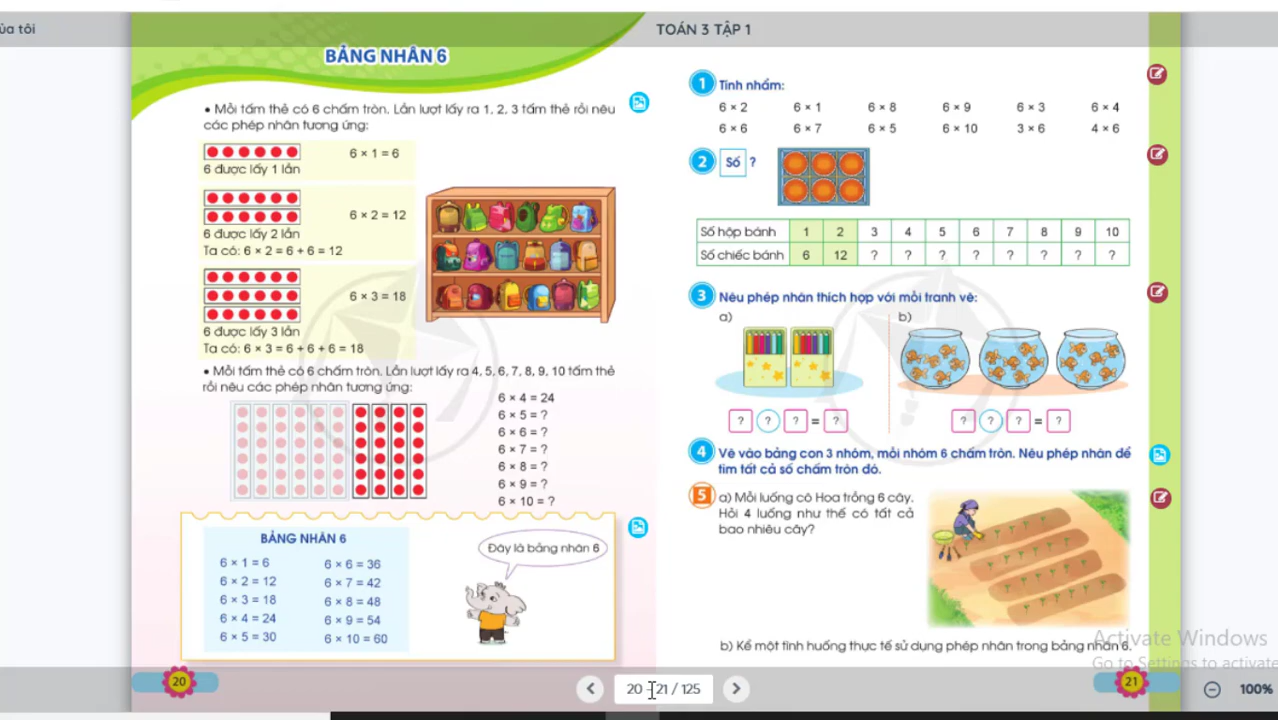 ủa tôi
TOÁN 3 TẬP 1
BẢNG NHÂN 6
• Mỗi tấm thẻ có 6 chấm tròn. Lần lượt lấy ra 1, 2, 3 tấm thẻ rồi nêu
các phép nhân tương ứng:
6 × 1 = 6
6 được lấy 1 lần
6 × 2 = 12
6 được lấy 2 lần
Ta có: 6 × 2 = 6 + 6 = 12
6 × 3 = 18
6 được lấy 3 lần
Ta có: 6 × 3 = 6 + 6 + 6 = 18
• Mỗi tấm thẻ có 6 chấm tròn. Lần lượt lấy ra 4, 5, 6, 7, 8, 9, 10 tấm thẻ
rồi nêu các phép nhân tương ứng:
6 × 4 = 24
6 × 5 = ?
6 × 6 = ?
6 × 7 = ?
6 × 8 = ?
6 × 9 = ?
6 × 10 = ?
BẢNG NHÂN 6
6 × 1 = 6 6 × 6 = 36
6 × 2 = 12 6 × 7 = 42
6 × 3 = 18 6 × 8 = 48
6 × 4 = 24 6 × 9 = 54
6 × 5 = 30 6 × 10 = 60
Đây là bảng nhân 6
20
1 Tính nhẩm:
6 × 2 6 × 1 6 × 8 6 × 9 6 × 3 6 × 4
6 × 6 6 × 7 6 × 5 6 × 10 3 × 6 4 × 6
2 Số ?
Số hộp bánh 1 2 3 4 5 6 7 8 9 10
Số chiếc bánh 6 12 ? ? ? ? ? ? ? ?
3 Nêu phép nhân thích hợp với mỗi tranh vẽ:
a) b)
? ? ? = ? ? ? ? = ?
4 Vẽ vào bảng con 3 nhóm, mỗi nhóm 6 chấm tròn. Nêu phép nhân để
tìm tất cả số chấm tròn đó.
5 a) Mỗi luống cô Hoa trồng 6 cây.
Hỏi 4 luống như thế có tất cả
bao nhiêu cây?
b) Kể một tình huống thực tế sử dụng phép nhân trong bảng nhân 6.
21
Activate Windows
Go to Settings to activate
20 - 21 / 125
100%